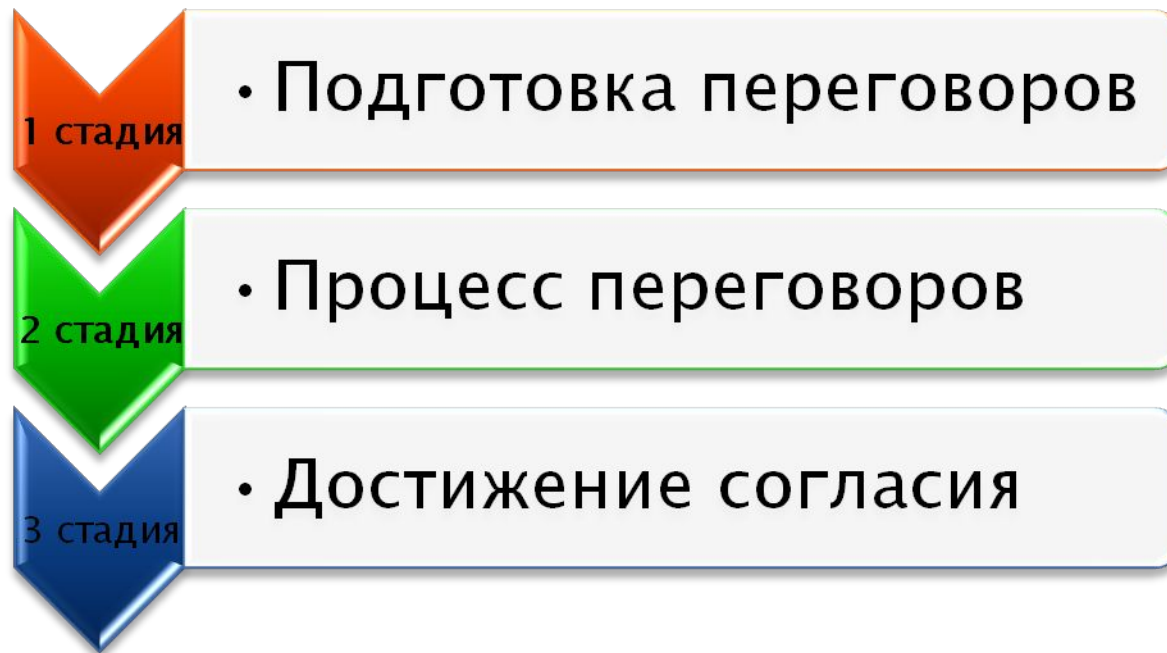 1 стадия
• Подготовка переговоров
2 стадия
• Процесс переговоров
3 стадия
• Достижение согласия